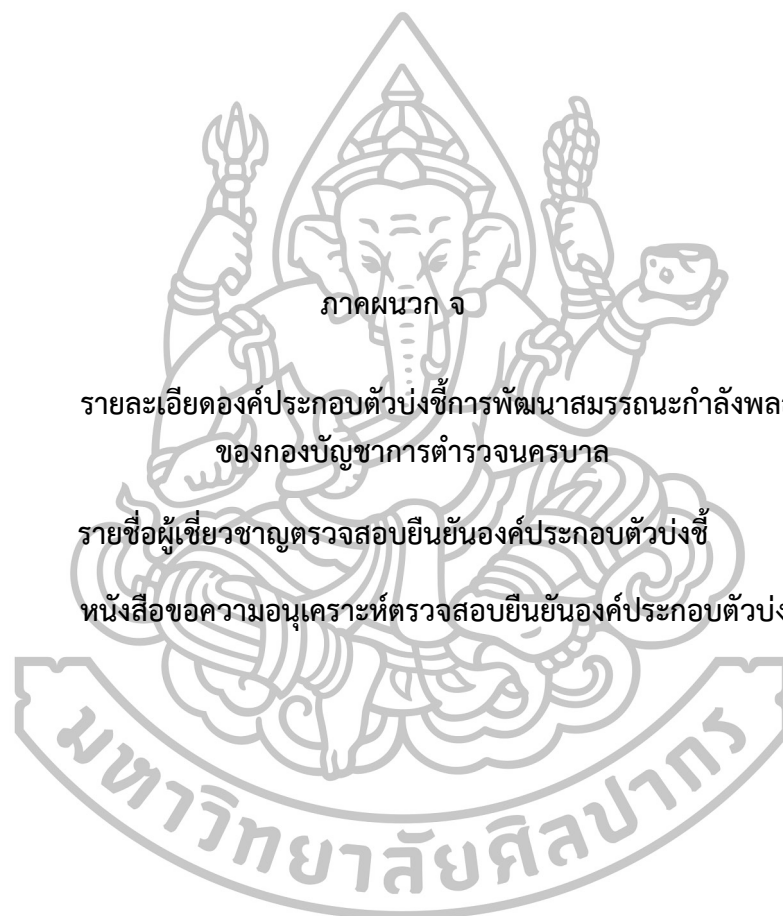 ภาคผนวก จ
รายละเอียดองค์ประกอบตัวบ่งชี้การพัฒนาสมรรถนะกำลังพล
ของกองบัญชาการตำรวจนครบาล
รายชื่อผู้เชี่ยวชาญตรวจสอบยืนยันองค์ประกอบตัวบ่งชี้
หนังสือขอความอนุเคราะห์ตรวจสอบยืนยันองค์ประกอบตัวบ่ง
มหาวิทยาลัยศิลปากร